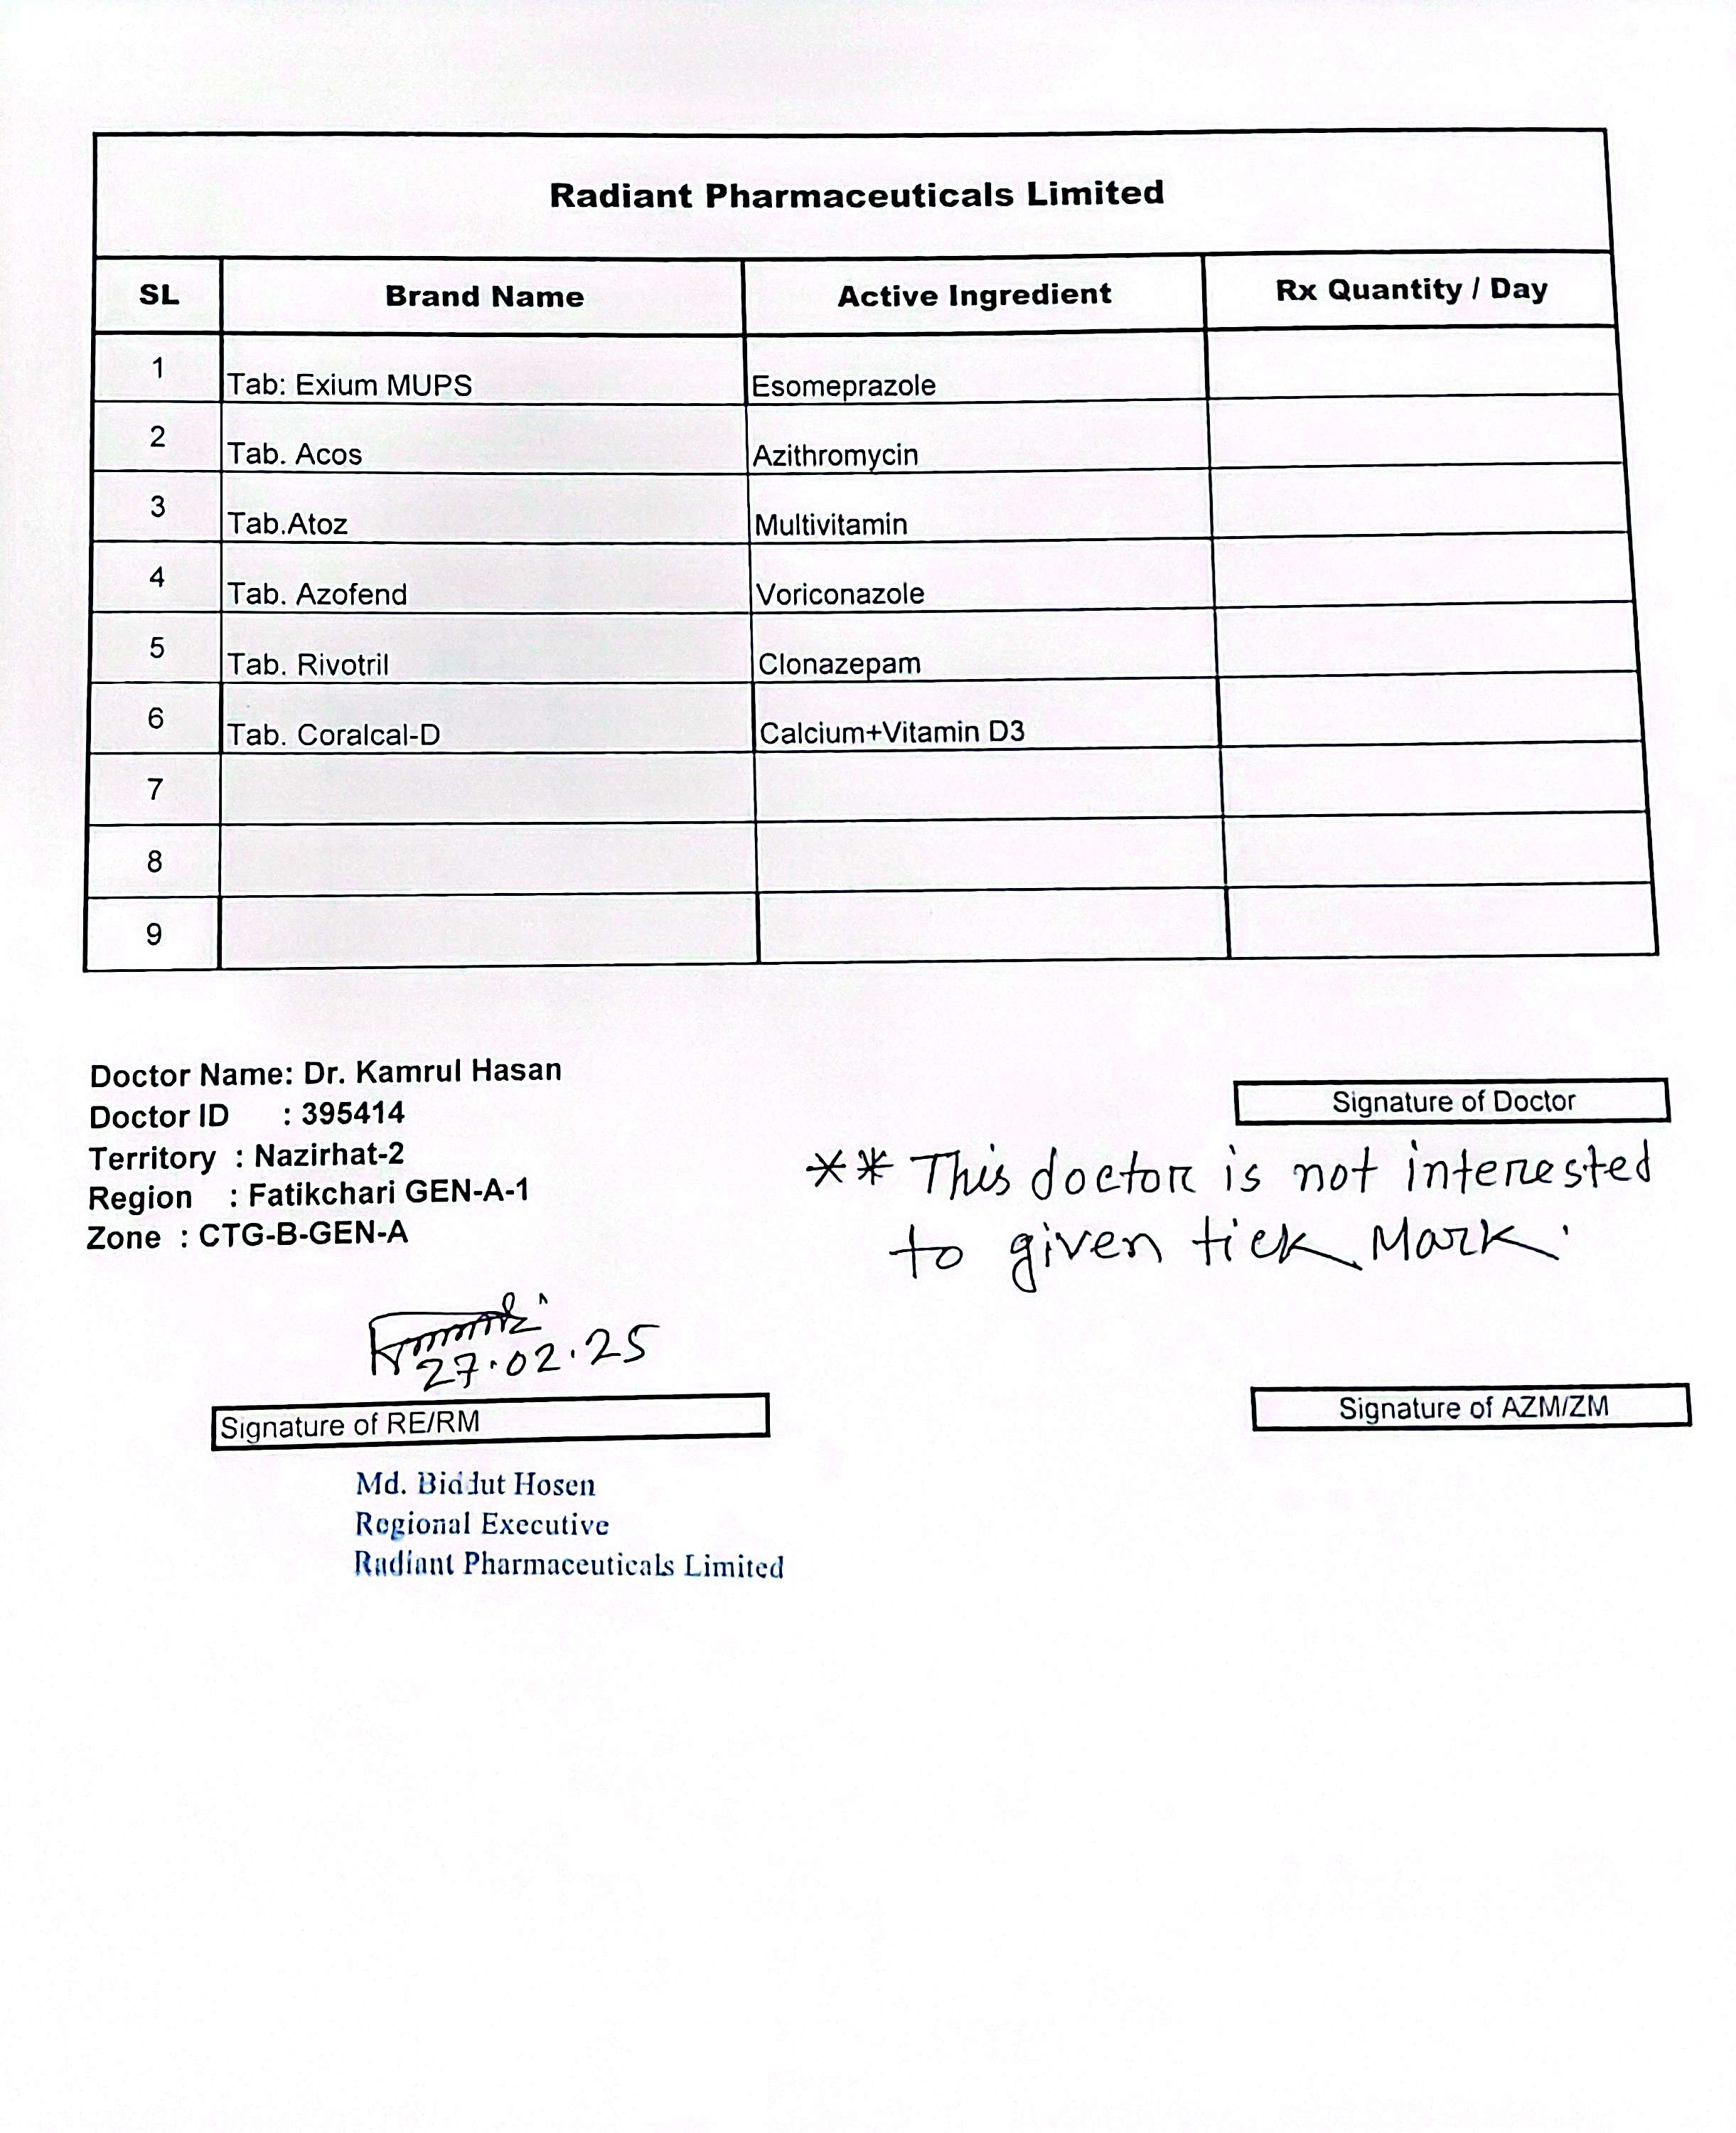 Radiant Pharmaceuticals Limited
SL Brand Name Active Ingredient Rx Quantity / Day
1 Tab: Exium MUPS Esomeprazole
2 Tab. Acos Azithromycin
3 Tab.Atoz Multivitamin
4 Tab. Azofend Voriconazole
5 Tab. Rivotril Clonazepam
6 Tab. Coralcal-D Calcium+Vitamin D3
7
8
9
Doctor Name: Dr. Kamrul Hasan
Doctor ID : 395414
Territory : Nazirhat-2
Region : Fatikchari GEN-A-1
Zone : CTG-B-GEN-A
Signature of Doctor
** This doctor is not interested
to given tick Mark.
27.02.25
Signature of RE/RM
Signature of AZM/ZM
Md. Biddut Hosen
Regional Executive
Radiant Pharmaceuticals Limited